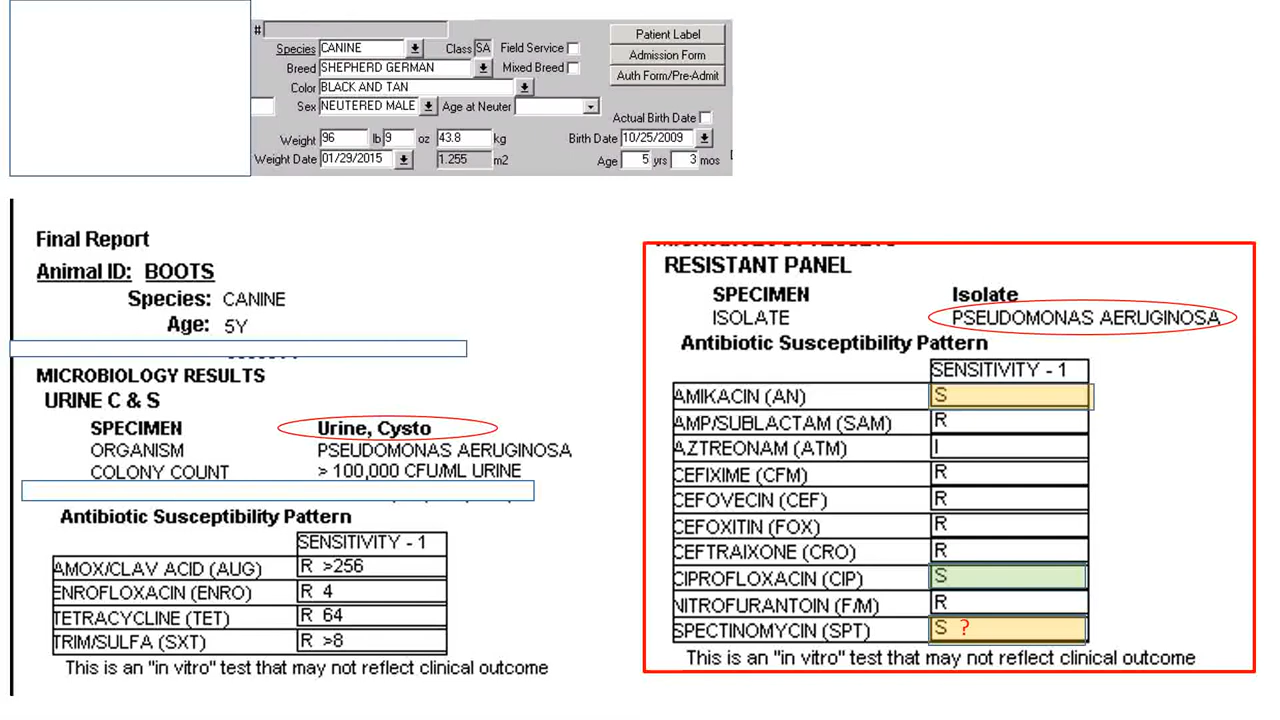 #
Species CANINE Class SA Field Service
Breed SHEPHERD GERMAN Mixed Breed
Color BLACK AND TAN
Sex NEUTERED MALE Age at Neuter
Weight 96 lb 9 oz 43.8 kg
Weight Date 01/29/2015 1.255 m2
Patient Label
Admission Form
Auth Form/Pre-Admit
Actual Birth Date
Birth Date 10/25/2009
Age 5 yrs 3 mos
Final Report
Animal ID: BOOTS
Species: CANINE
Age: 5Y
MICROBIOLOGY RESULTS
URINE C & S
SPECIMEN Urine, Cysto
ORGANISM PSEUDOMONAS AERUGINOSA
COLONY COUNT > 100,000 CFU/ML URINE
Antibiotic Susceptibility Pattern
SENSITIVITY - 1
AMOX/CLAV ACID (AUG) R >256
ENROFLOXACIN (ENRO) R 4
TETRACYCLINE (TET) R 64
TRIM/SULFA (SXT) R >8
This is an "in vitro" test that may not reflect clinical outcome
RESISTANT PANEL
SPECIMEN Isolate
ISOLATE PSEUDOMONAS AERUGINOSA
Antibiotic Susceptibility Pattern
SENSITIVITY - 1
AMIKACIN (AN) S
AMP/SUBLACTAM (SAM) R
AZTREONAM (ATM) I
CEFIXIME (CFM) R
CEFOVECIN (CEF) R
CEFOXITIN (FOX) R
CEFTRAIXONE (CRO) R
CIPROFLOXACIN (CIP) S
NITROFURANTOIN (F/M) R
SPECTINOMYCIN (SPT) S ?
This is an "in vitro" test that may not reflect clinical outcome